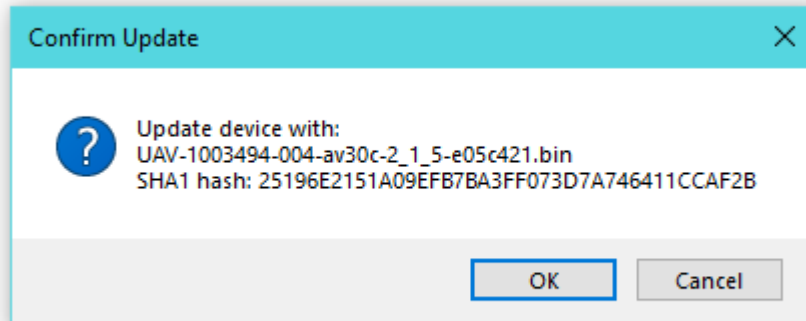 Confirm Update
Update device with:
UAV-1003494-004-av30c-2_1_5-e05c421.bin
SHA1 hash: 25196E2151A09EFB7BA3FF073D7A746411CCAF2B
OK
Cancel